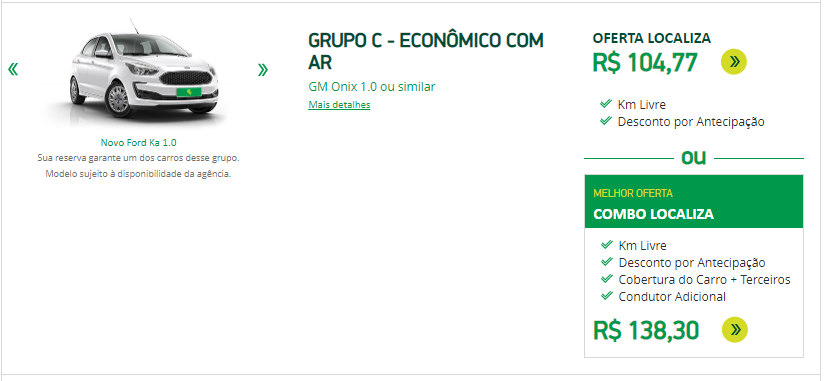 GRUPO C - ECONÔMICO COM
AR
GM Onix 1.0 ou similar
Mais detalhes
Novo Ford Ka 1.0
Sua reserva garante um dos carros desse grupo.
Modelo sujeito à disponibilidade da agência.
OFERTA LOCALIZA
R$ 104,77
Km Livre
Desconto por Antecipação
ou
MELHOR OFERTA
COMBO LOCALIZA
Km Livre
Desconto por Antecipação
Cobertura do Carro + Terceiros
Condutor Adicional
R$ 138,30